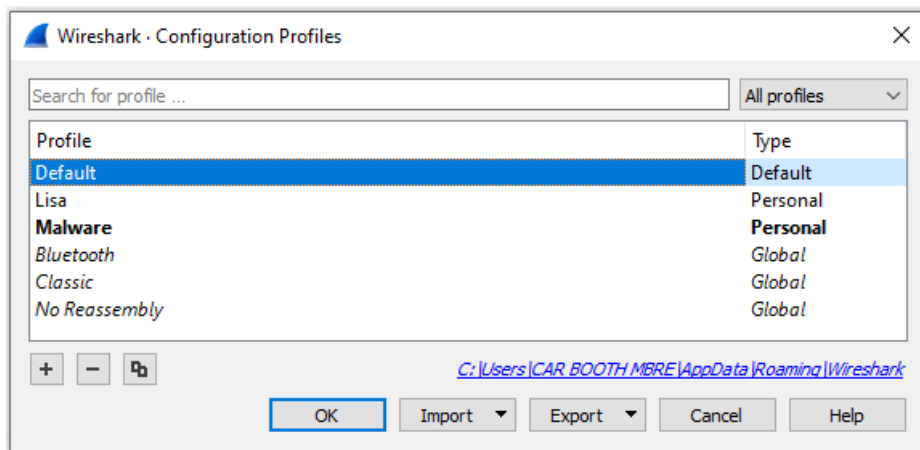 Wireshark · Configuration Profiles
Search for profile ... All profiles
Profile Type
Default Default
Lisa Personal
Malware Personal
Bluetooth Global
Classic Global
No Reassembly Global
C:\Users\CAR BOOTH MBRE\AppData\Roaming\Wireshark
OK Import Export Cancel Help